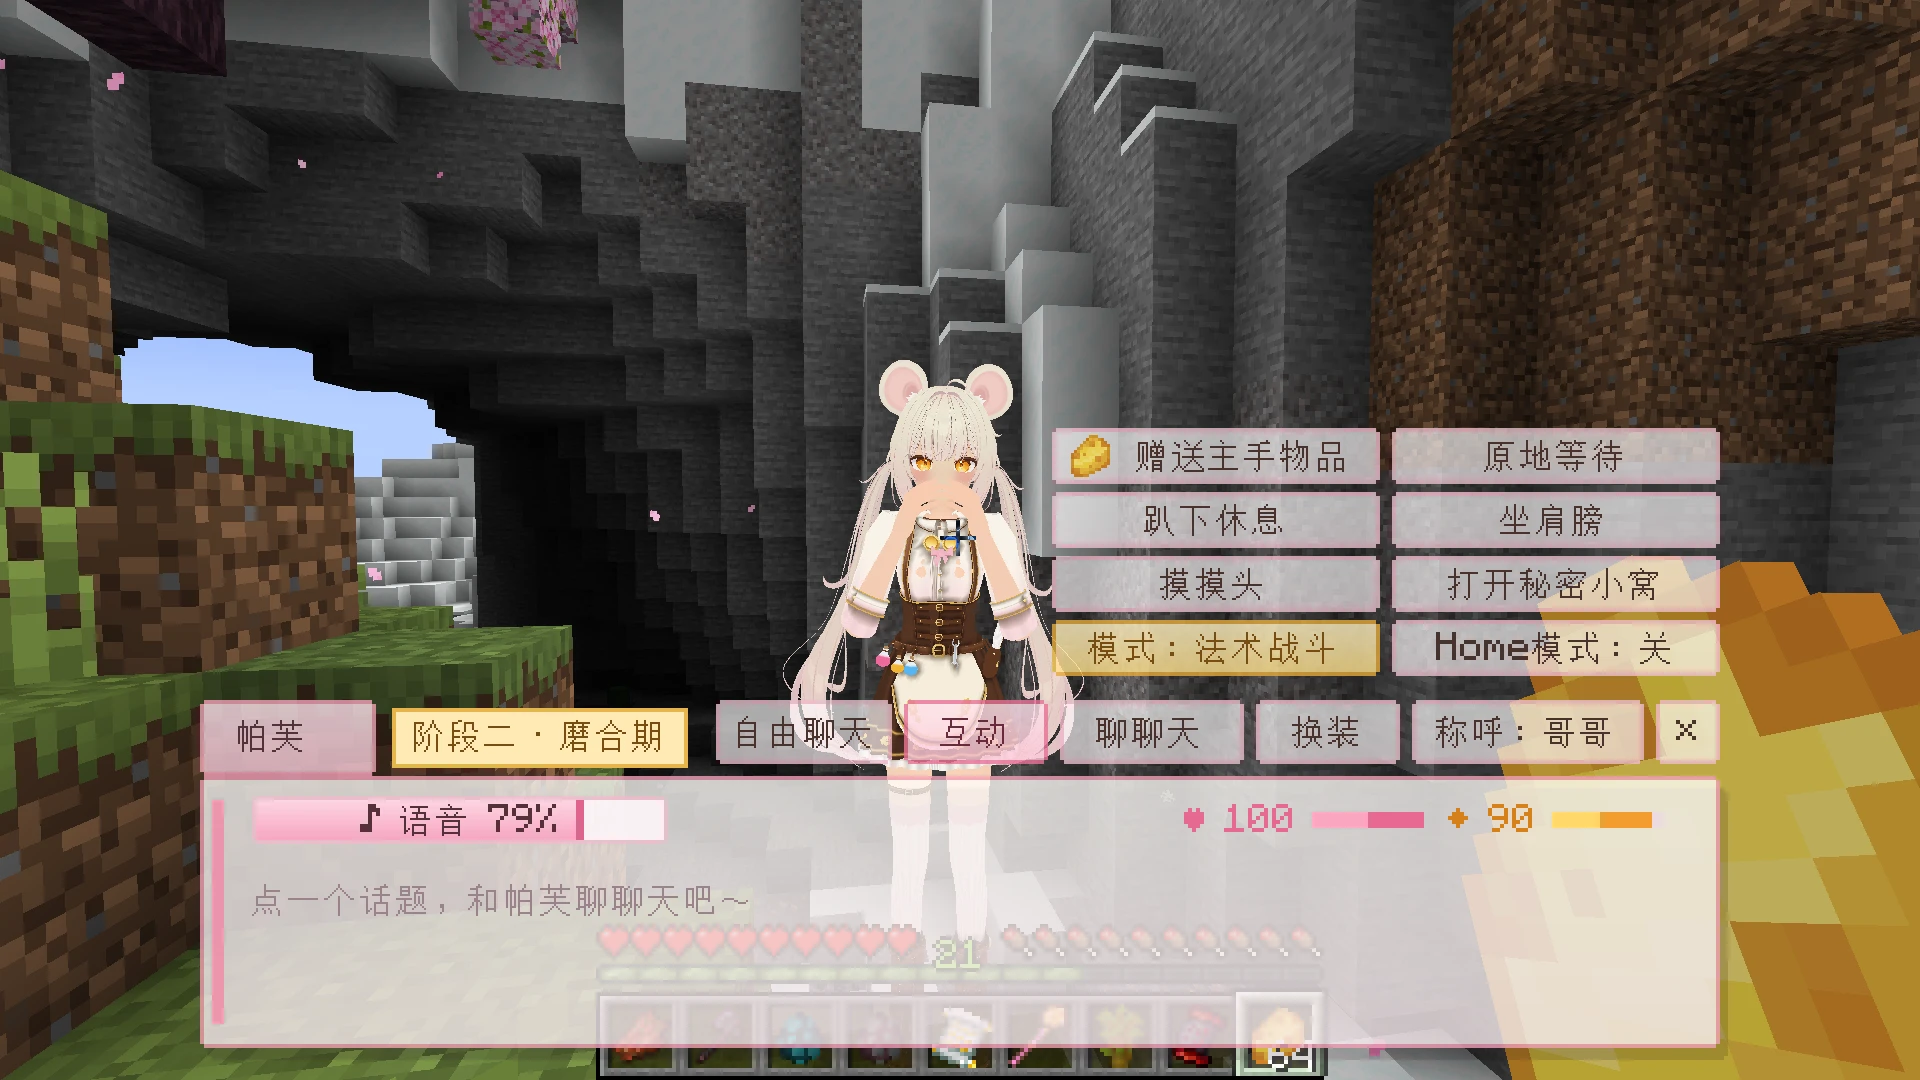 赠送主手物品
原地等待
趴下休息
坐肩膀
摸摸头
打开秘密小窝
模式：法术战斗
Home模式：关
帕芙
阶段二·磨合期
自由聊天
互动
聊聊天
换装
称呼：哥哥
×
♪ 语音 79%
♥ 100
◆ 90
点一个话题，和帕芙聊聊天吧～